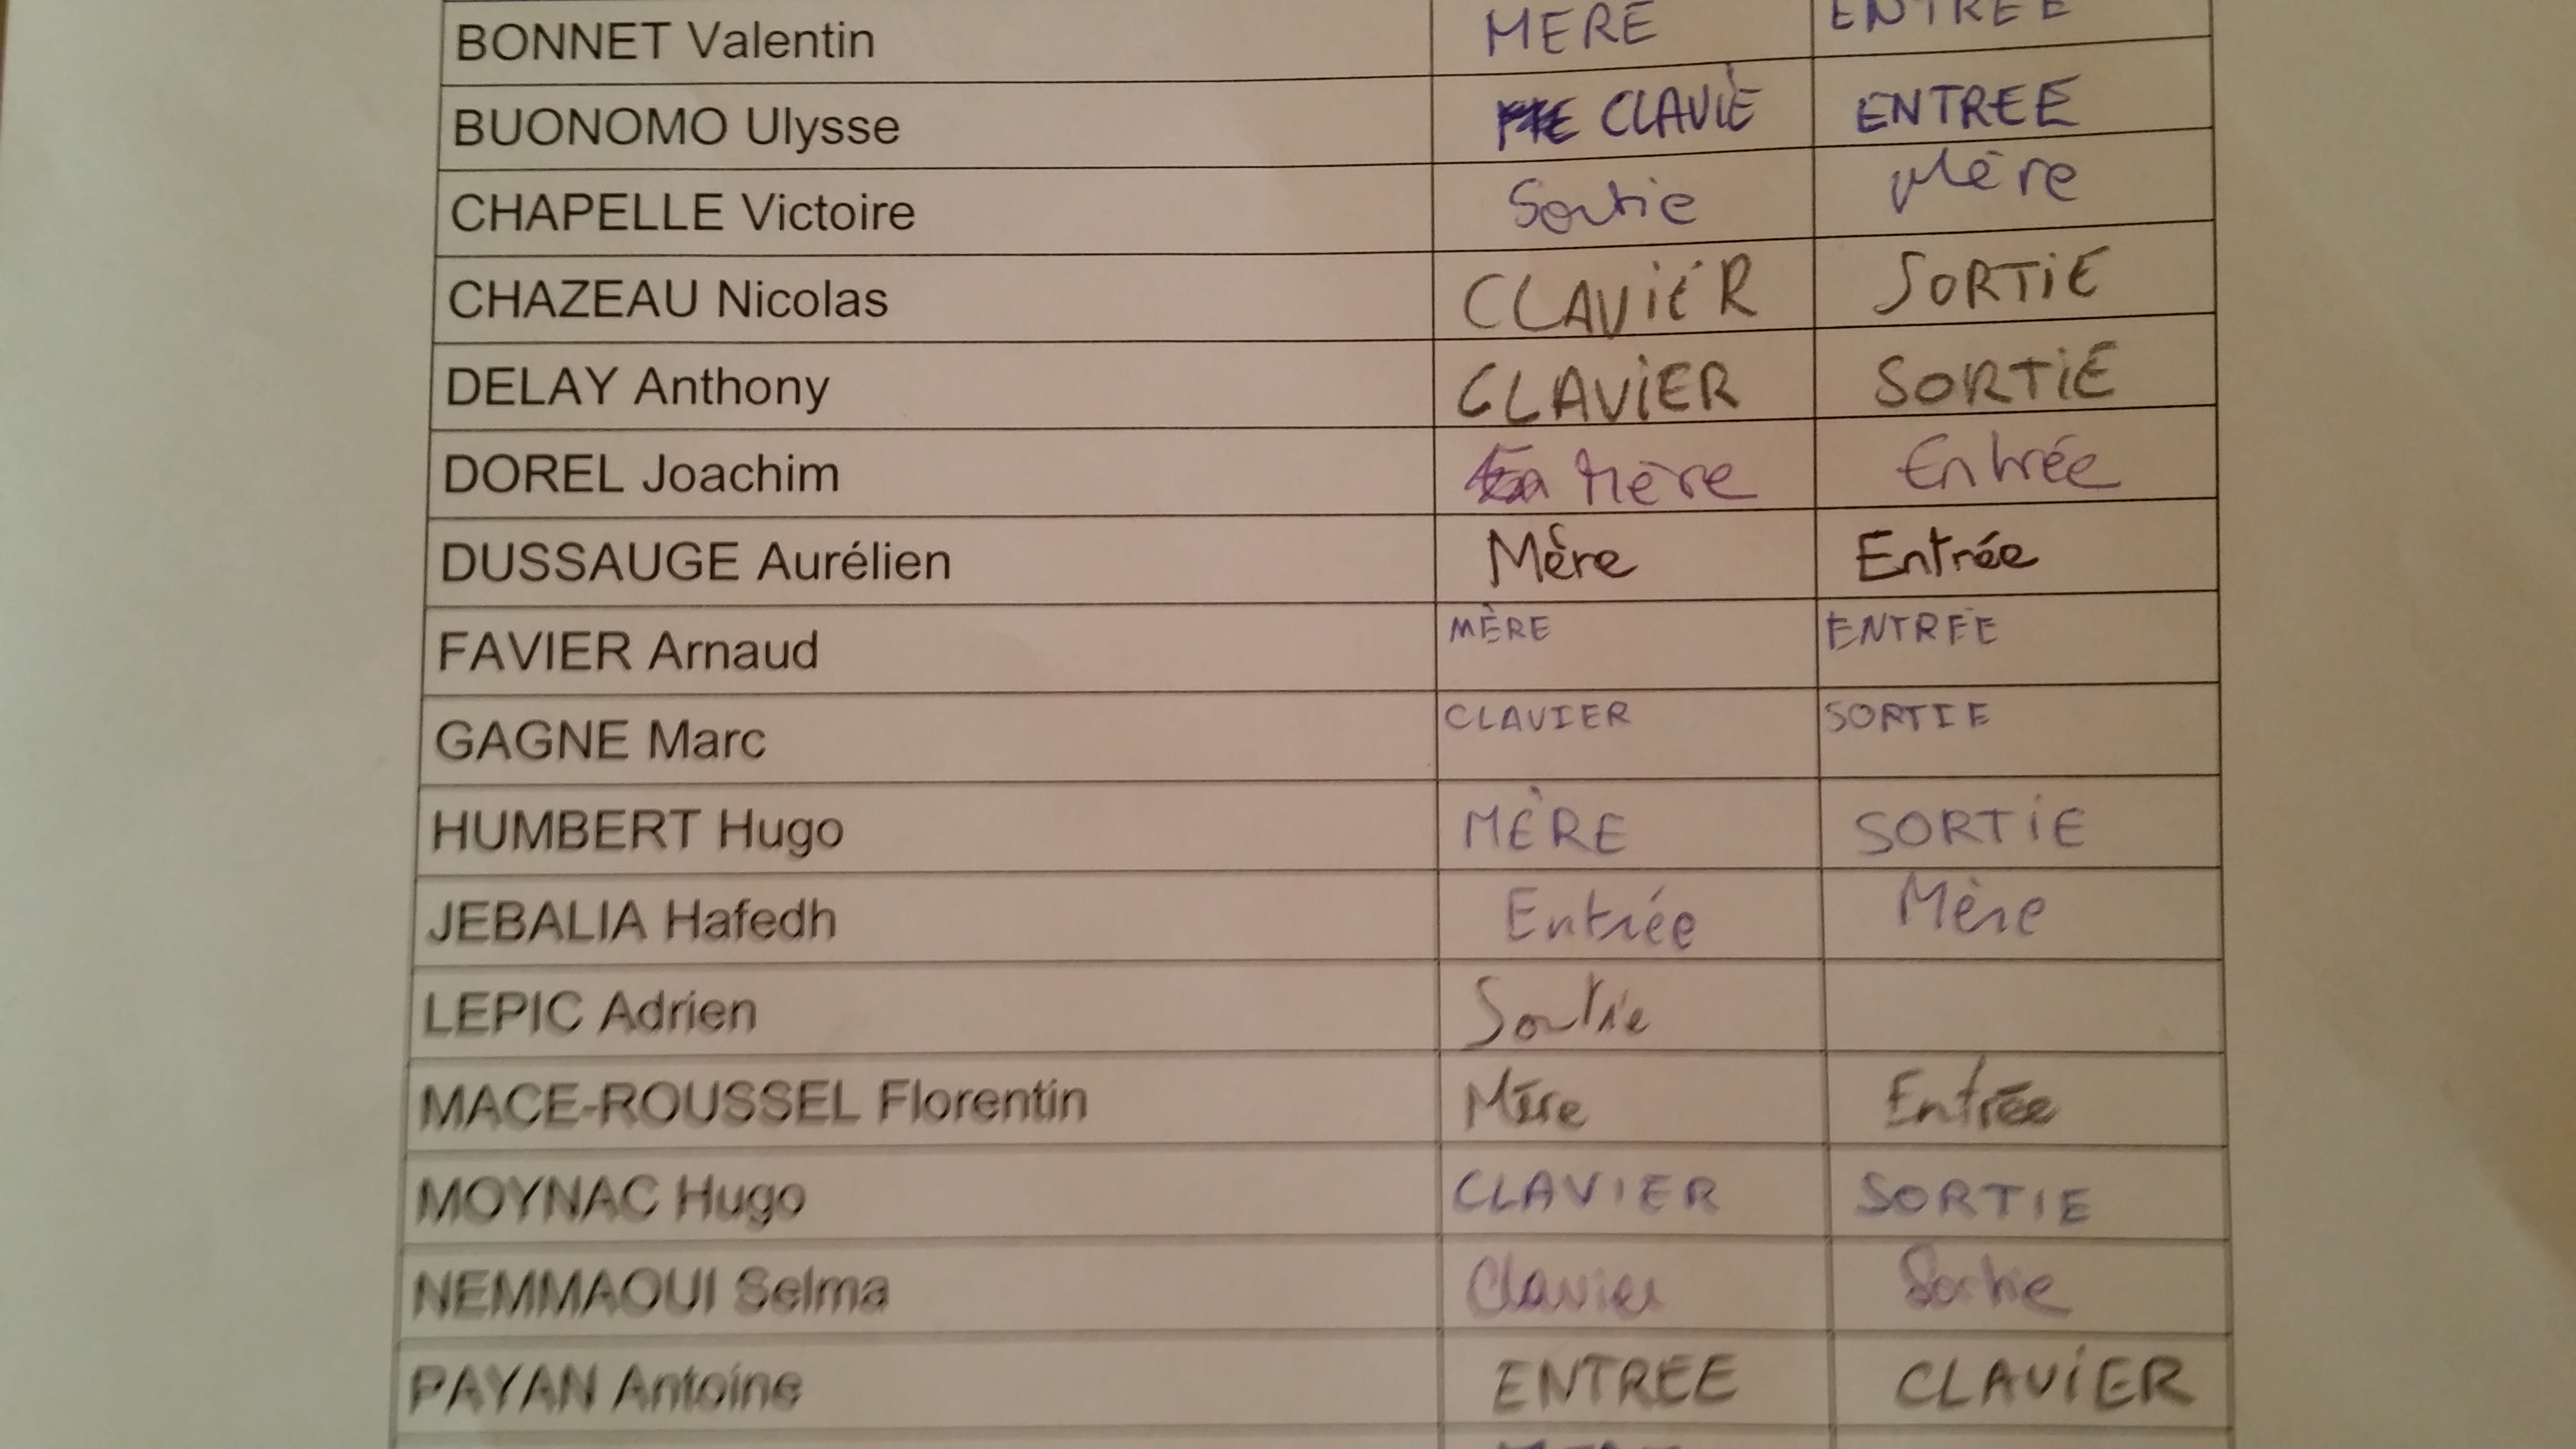 BONNET Valentin MERE ENTREE
BUONOMO Ulysse CLAVIE ENTREE
CHAPELLE Victoire Sortie Mère
CHAZEAU Nicolas CLAViER SORTiE
DELAY Anthony CLAViER SORTiE
DOREL Joachim Mère Entrée
DUSSAUGE Aurélien Mère Entrée
FAVIER Arnaud MÈRE ENTRÉE
GAGNE Marc CLAVIER SORTIE
HUMBERT Hugo MÈRE SORTiE
JEBALIA Hafedh Entrée Mère
LEPIC Adrien Sortie
MACE-ROUSSEL Florentin Mère Entrée
MOYNAC Hugo CLAVIER SORTIE
NEMMAOUI Selma Clavier Sortie
PAYAN Antoine ENTREE CLAViER